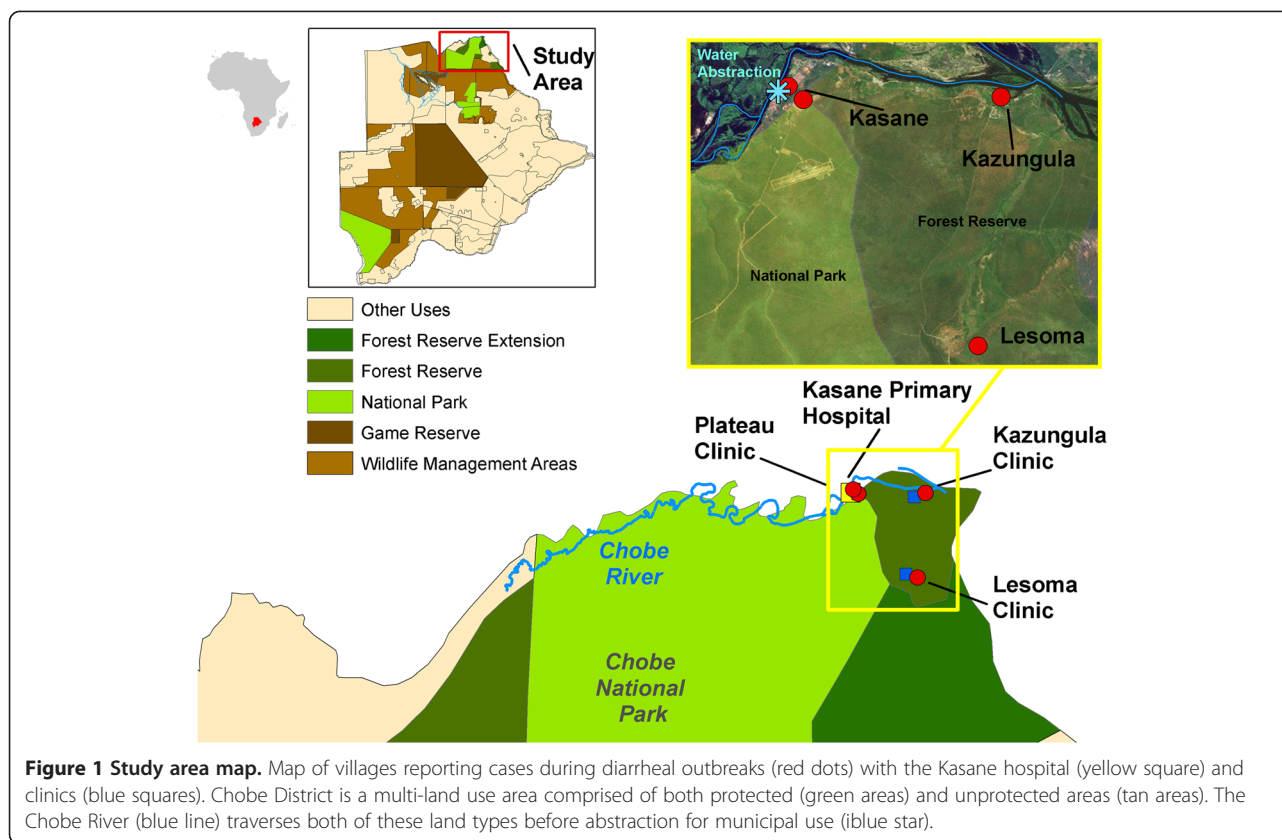 Study
Area
Water
Abstraction
Kasane
Kazungula
Forest Reserve
National Park
Lesoma
Other Uses
Forest Reserve Extension
Forest Reserve
National Park
Game Reserve
Wildlife Management Areas
Kasane Primary
Hospital
Plateau
Clinic
Kazungula
Clinic
Lesoma
Clinic
Chobe
River
Chobe
National
Park
Figure 1 Study area map. Map of villages reporting cases during diarrheal outbreaks (red dots) with the Kasane hospital (yellow square) and
clinics (blue squares). Chobe District is a multi-land use area comprised of both protected (green areas) and unprotected areas (tan areas). The
Chobe River (blue line) traverses both of these land types before abstraction for municipal use (iblue star).